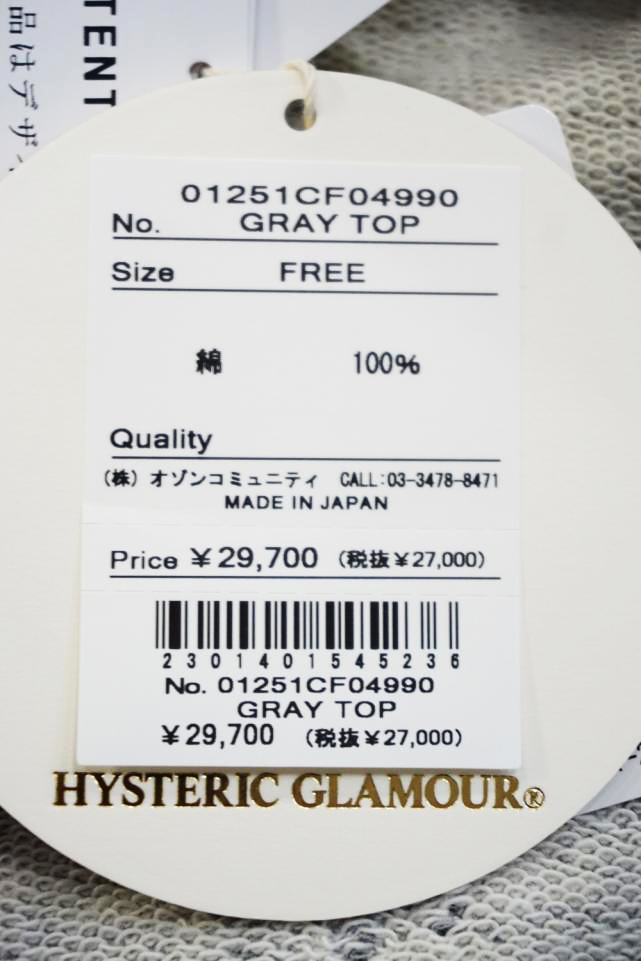 TENT
品はデザ
01251CF04990
No. GRAY TOP
Size FREE
綿 100%
Quality
(株) オゾンコミュニティ CALL:03-3478-8471
MADE IN JAPAN
Price ¥29,700 (税抜¥27,000)
2301401545236
No. 01251CF04990
GRAY TOP
¥29,700 (税抜¥27,000)
HYSTERIC GLAMOUR®